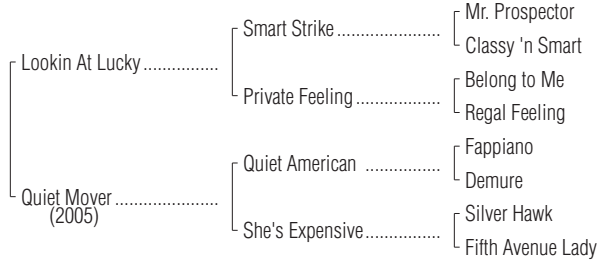 Mr. Prospector
Smart Strike ...................
Classy 'n Smart
Lookin At Lucky ...............
Belong to Me
Private Feeling ................
Regal Feeling
Fappiano
Quiet American ..............
Demure
Quiet Mover .....................
(2005)
Silver Hawk
She's Expensive ..............
Fifth Avenue Lady